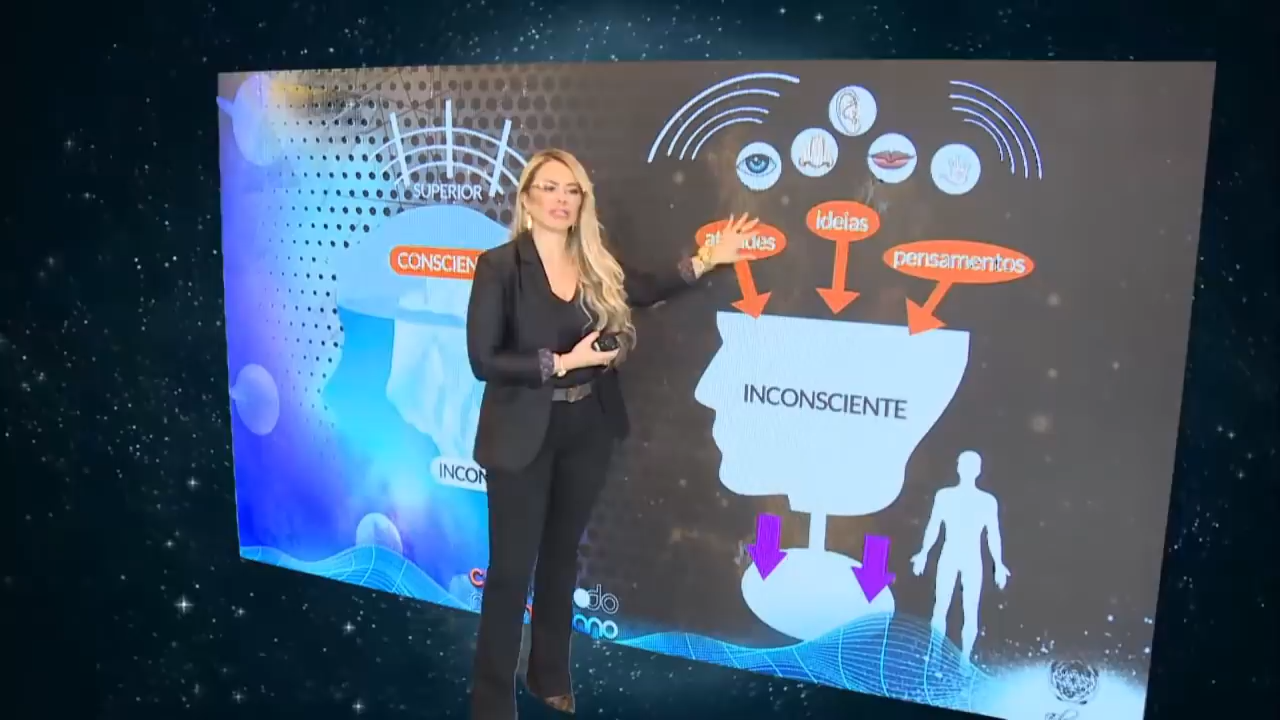 SUPERIOR
CONSCIEN
INCON
ideias
pensamentos
INCONSCIENTE